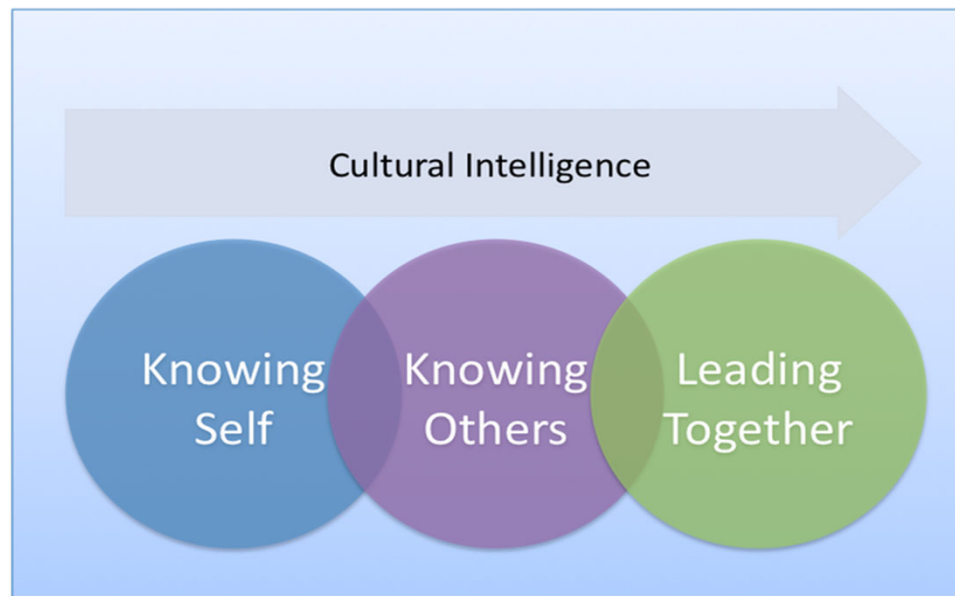 Cultural Intelligence
Knowing
Self
Knowing
Others
Leading
Together